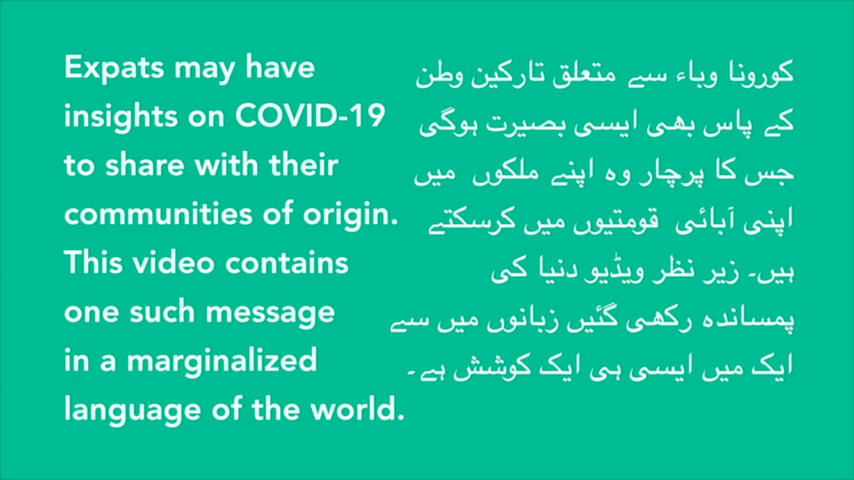 Expats may have
insights on COVID-19
to share with their
communities of origin.
This video contains
one such message
in a marginalized
language of the world.
کورونا وباء سے متعلق تارکین وطن
کے پاس بھی ایسی بصیرت ہوگی
جس کا پرچار وہ اپنے ملکوں میں
اپنی آبائی قومتیوں میں کرسکتے
ہیں۔ زیر نظر ویڈیو دنیا کی
پمساندہ رکھی گئیں زبانوں میں سے
ایک میں ایسی ہی ایک کوشش ہے۔